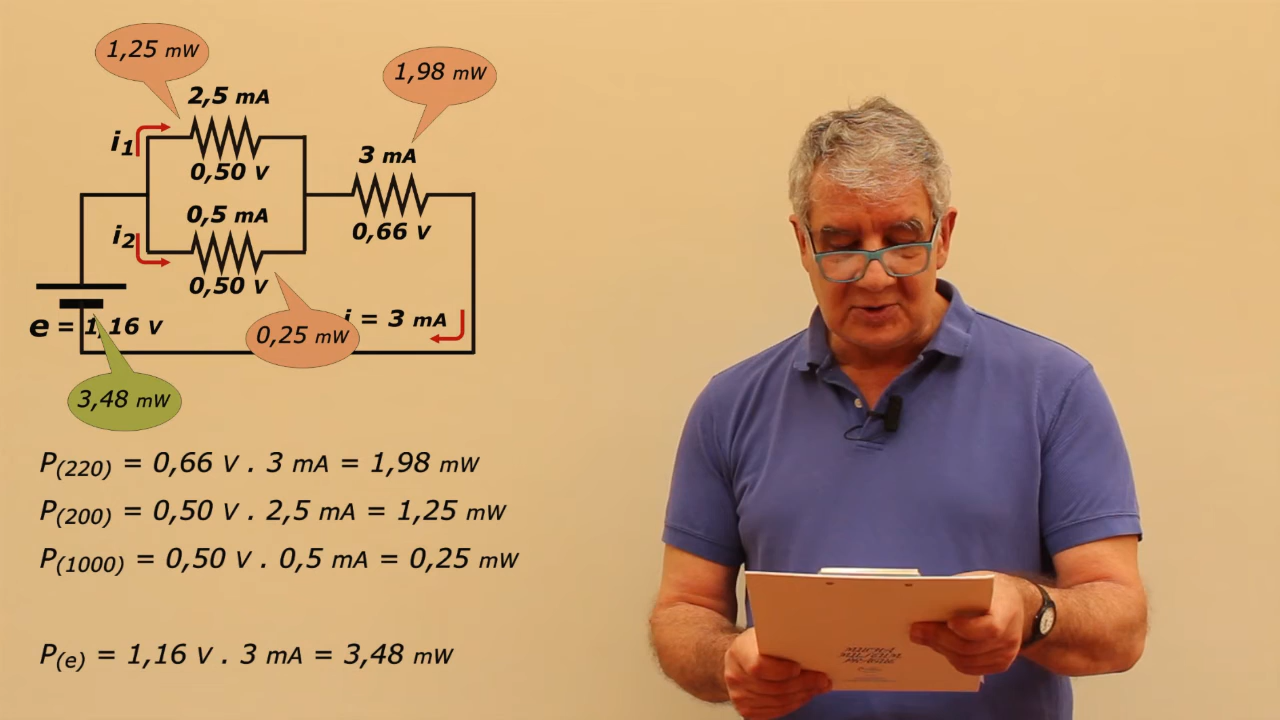 1,25 mW
1,98 mW
2,5 mA
i1
0,50 V
3 mA
0,5 mA
i2
0,66 V
0,50 V
e = 1,16 V
0,25 mW
i = 3 mA
3,48 mW
P(220) = 0,66 V . 3 mA = 1,98 mW
P(200) = 0,50 V . 2,5 mA = 1,25 mW
P(1000) = 0,50 V . 0,5 mA = 0,25 mW
P(e) = 1,16 V . 3 mA = 3,48 mW